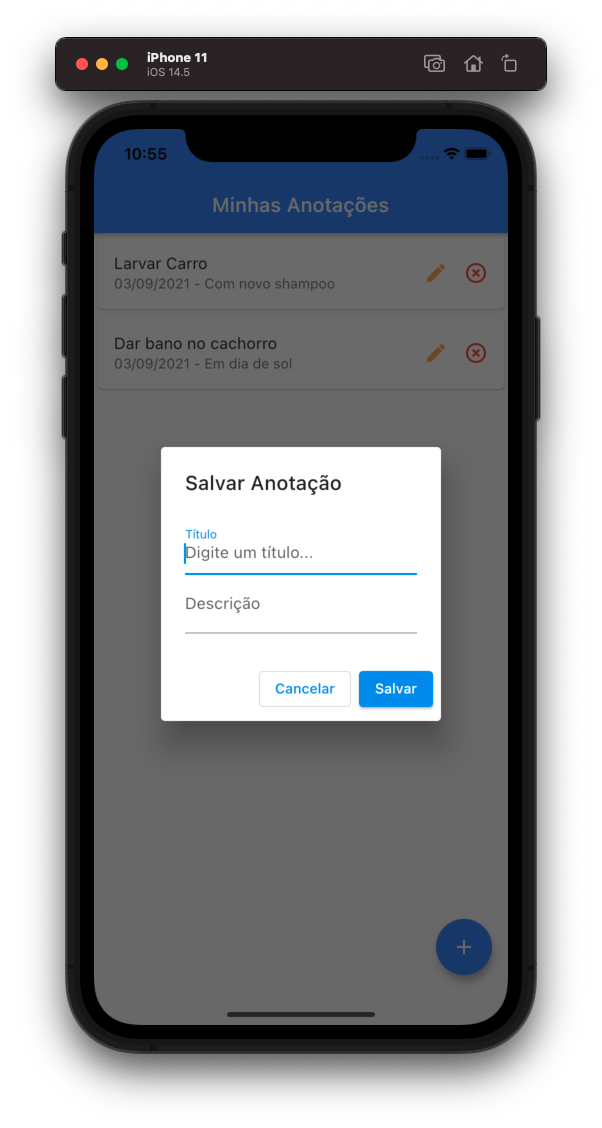 iPhone 11
iOS 14.5
10:55
Minhas Anotações
Larvar Carro
03/09/2021 - Com novo shampoo
Dar bano no cachorro
03/09/2021 - Em dia de sol
Salvar Anotação
Título
Digite um título...
Descrição
Cancelar
Salvar